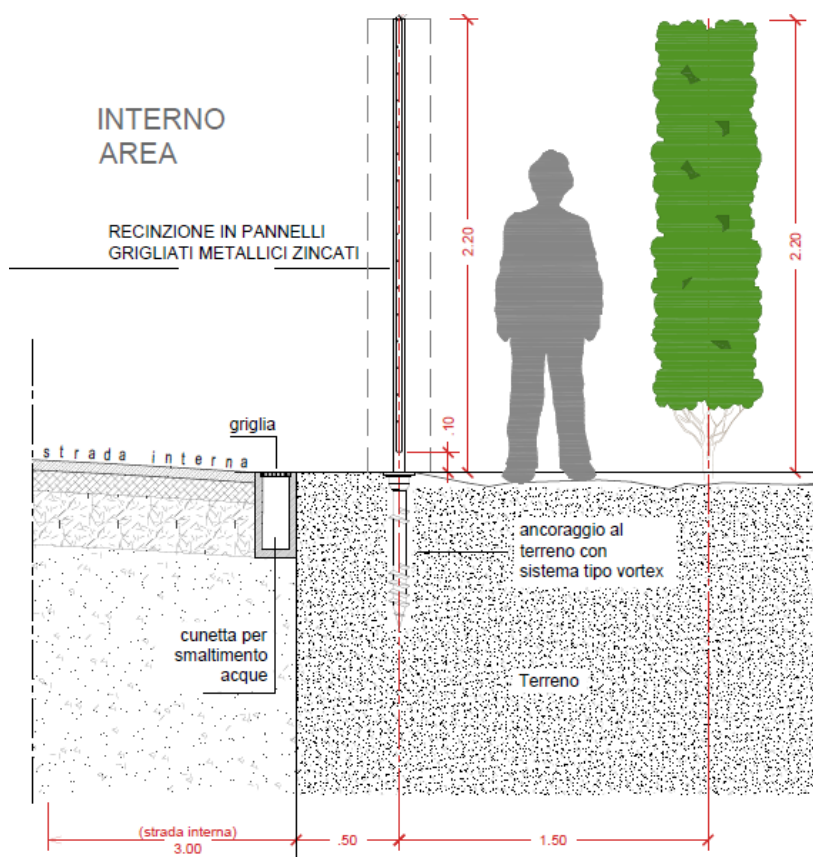 INTERNO
AREA
RECINZIONE IN PANNELLI
GRIGLIATI METALLICI ZINCATI
2.20
2.20
.10
griglia
strada interna
ancoraggio al
terreno con
sistema tipo vortex
cunetta per
smaltimento
acque
Terreno
(strada interna)
3.00
.50
1.50